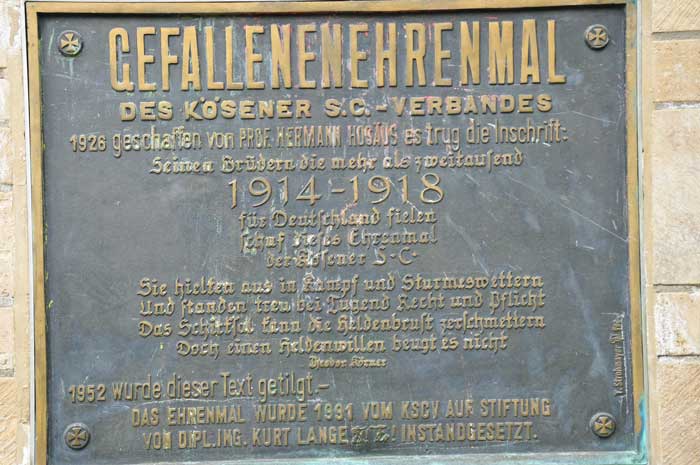 GEFALLENENEHRENMAL
DES KÖSENER S.C.-VERBANDES
1926 geschaffen von PROF. HERMANN HOSÄUS es trug die Inschrift:
Seinen Brüdern die mehr als zweitausend
1914-1918
für Deutschland fielen
schuf dieses Ehrenmal
der Kösener S.C.
Sie hielten aus in Kampf und Sturmeswettern
Und standen treu bei Tugend Recht und Pflicht
Das Schicksal kann die Heldenbrust zerschmettern
Doch einen Heldenwillen beugt es nicht
Theodor Körner
1952 wurde dieser Text getilgt –
DAS EHRENMAL WURDE 1991 VOM KSCV AUF STIFTUNG
VON DIPL.ING. KURT LANGE INSTANDGESETZT.